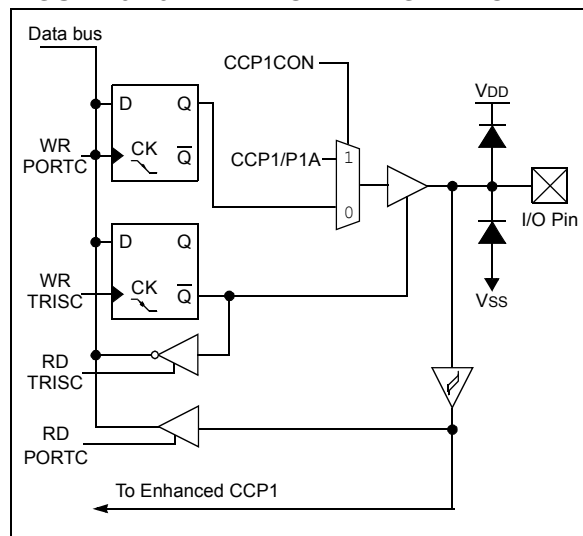 Data bus
CCP1CON
VDD
D Q
WR
PORTC
CK Q
CCP1/P1A
1
0
I/O Pin
D Q
WR
TRISC
CK Q
VSS
RD
TRISC
RD
PORTC
To Enhanced CCP1